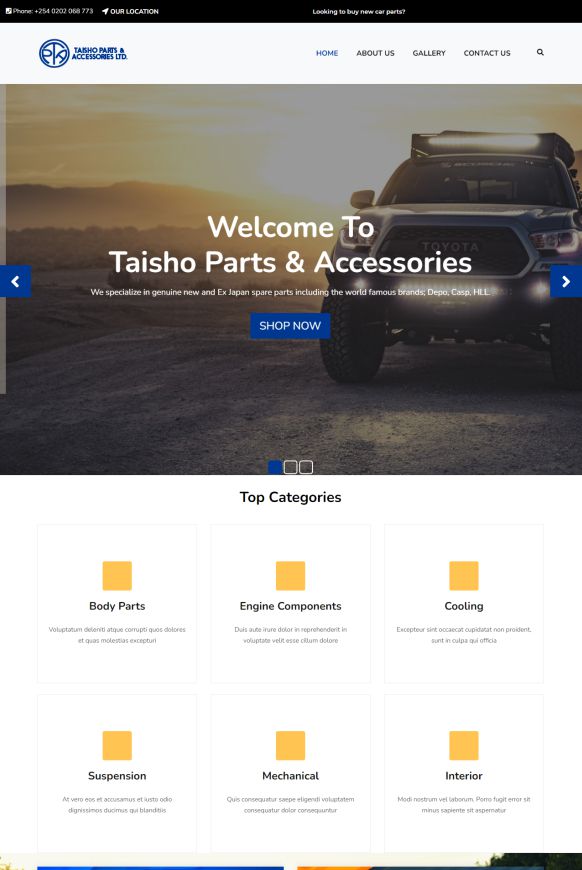 Phone: +254 0202 068 773
OUR LOCATION
Looking to buy new car parts?
TAISHO PARTS &
ACCESSORIES LTD.
HOME
ABOUT US
GALLERY
CONTACT US
TOYOTA
Welcome To
Taisho Parts & Accessories
We specialize in genuine new and Ex Japan spare parts including the world famous brands; Depo, Casp, HLL.
SHOP NOW
Top Categories
Body Parts
Voluptatum deleniti atque corrupti quos dolores
et quas molestias excepturi
Engine Components
Duis aute irure dolor in reprehenderit in
voluptate velit esse cillum dolore
Cooling
Excepteur sint occaecat cupidatat non proident,
sunt in culpa qui officia
Suspension
At vero eos et accusamus et iusto odio
dignissimos ducimus qui blanditiis
Mechanical
Quis consequatur saepe eligendi voluptatem
consequatur dolor consequuntur
Interior
Modi nostrum vel laborum. Porro fugit error sit
minus sapiente sit aspernatur